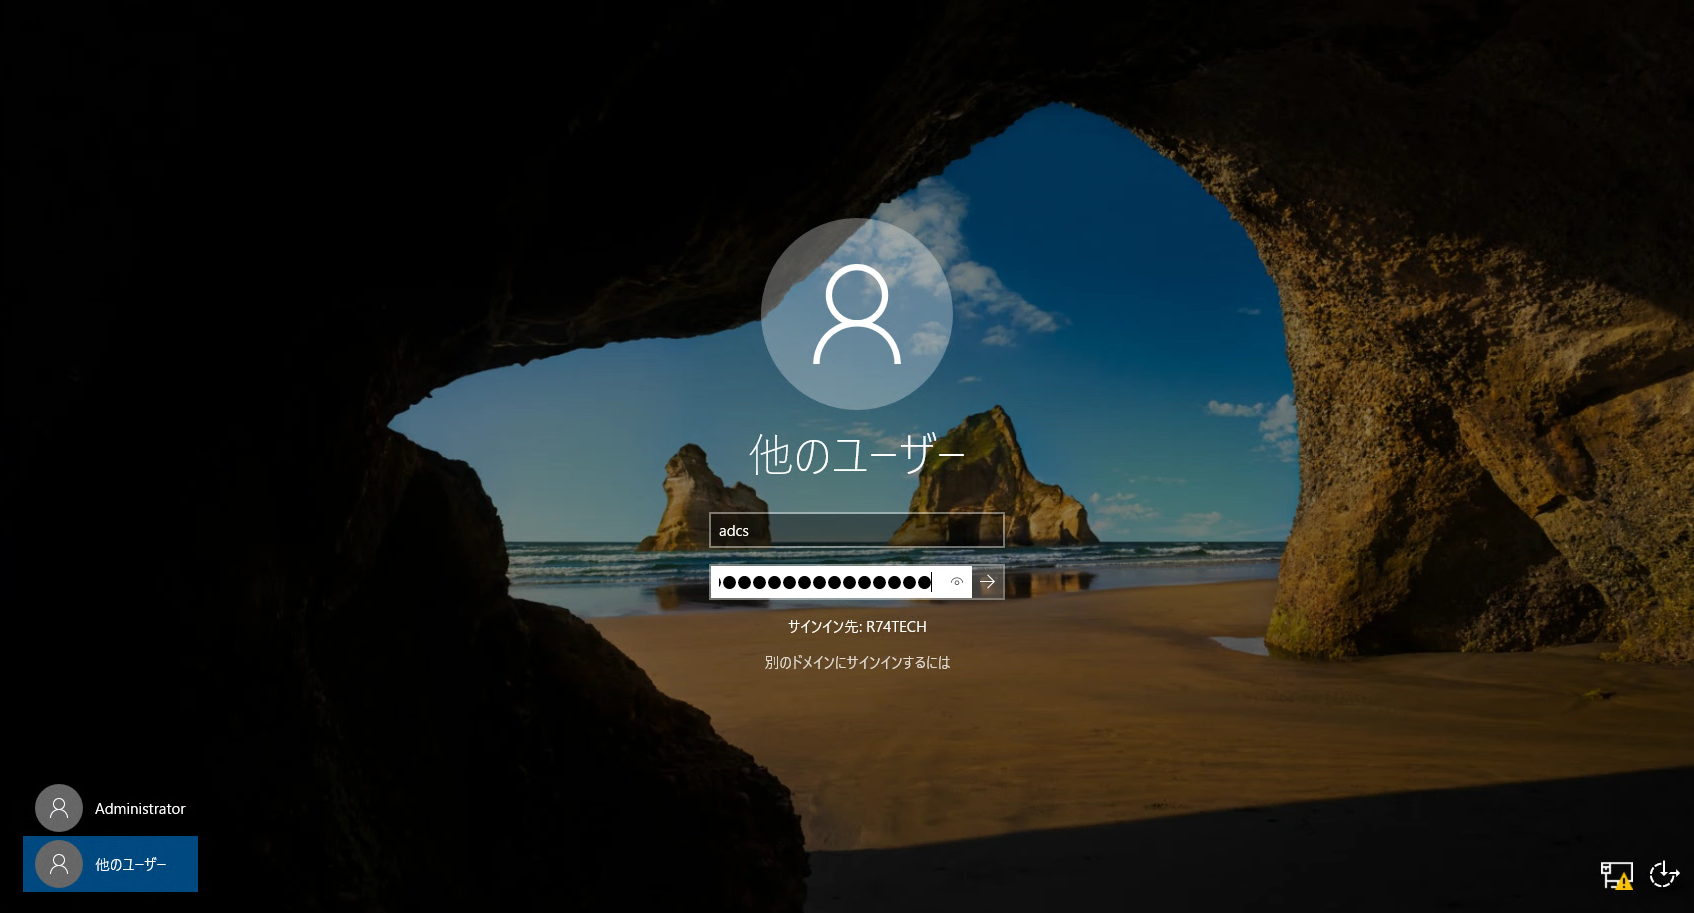 他のユーザー
adcs
サインイン先: R74TECH
別のドメインにサインインするには
Administrator
他のユーザー